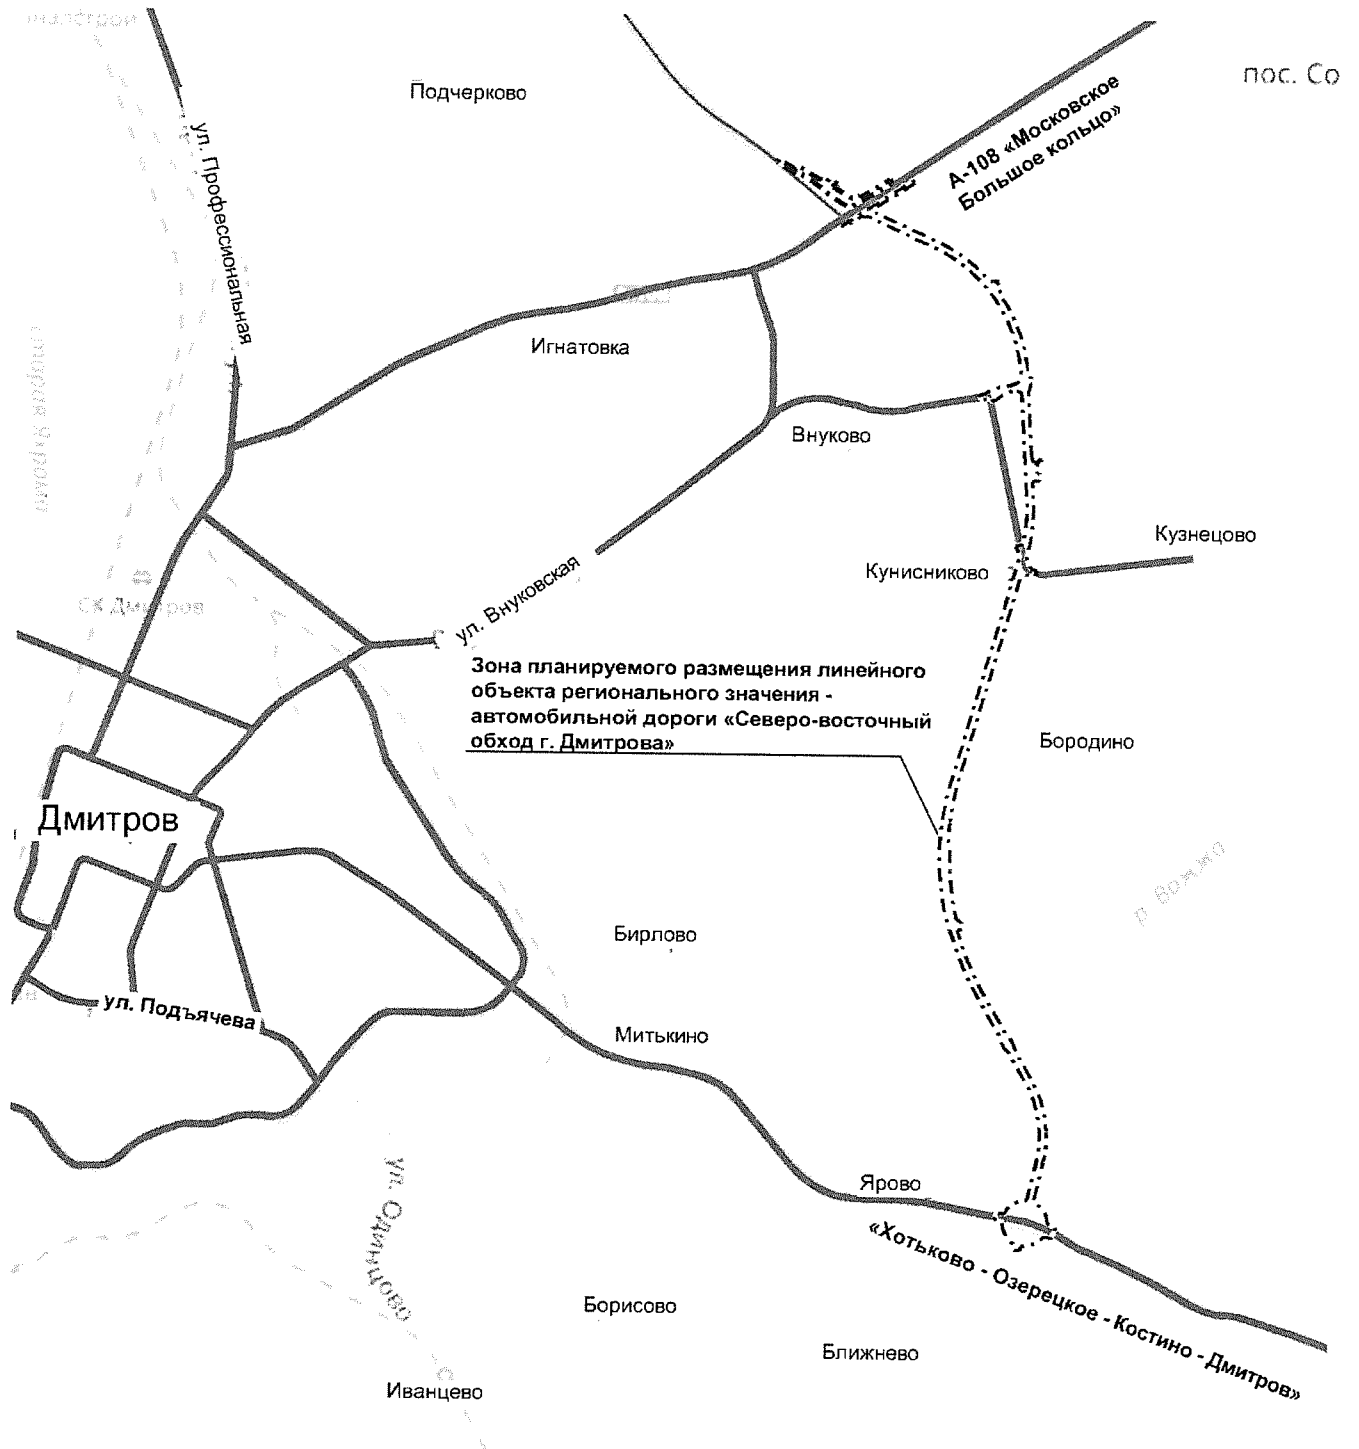 Подчерково
пос. Со
ул. Профессиональная
А-108 «Московское
Большое кольцо»
Игнатовка
Внуково
Кузнецово
Кунисниково
СК Дмитров
ул. Внуковская
Зона планируемого размещения линейного
объекта регионального значения -
автомобильной дороги «Северо-восточный
обход г. Дмитрова»
Бородино
Дмитров
р. Вожжа
Бирлово
ул. Подъячева
Митькино
Ярово
ул. Одинцово
«Хотьково - Озерецкое - Костино - Дмитров»
Борисово
Ближнево
Иванцево